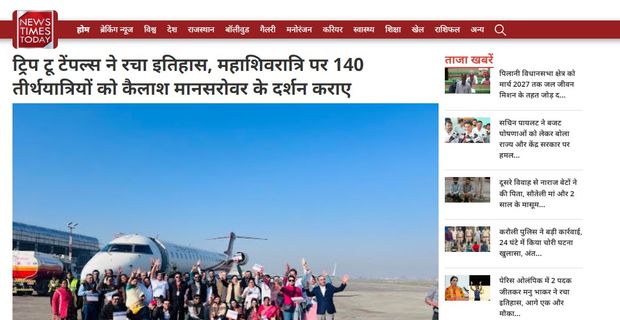 NEWS
TIMES
TODAY
होम ब्रेकिंग न्यूज विश्व देश राजस्थान बॉलीवुड गैलरी मनोरंजन करियर स्वास्थ्य शिक्षा खेल राशिफल अन्य
ट्रिप टू टेंपल्स ने रचा इतिहास, महाशिवरात्रि पर 140
तीर्थयात्रियों को कैलाश मानसरोवर के दर्शन कराए
ताजा खबरें
पिलानी विधानसभा क्षेत्र को
मार्च 2027 तक जल जीवन
मिशन के तहत जोड़ द...
सचिन पायलट ने बजट
घोषणाओं को लेकर बोला
राज्य और केंद्र सरकार पर
हमल...
दूसरे विवाह से नाराज बेटों ने
की पिता, सौतेली मां और 2
साल के मासूम...
करौली पुलिस ने बड़ी कार्रवाई,
24 घंटे में किया चोरी घटना
खुलासा, अंत...
पेरिस ओलंपिक में 2 पदक
जीतकर मनु भाकर ने रचा
इतिहास, आगे एक और
मौका...